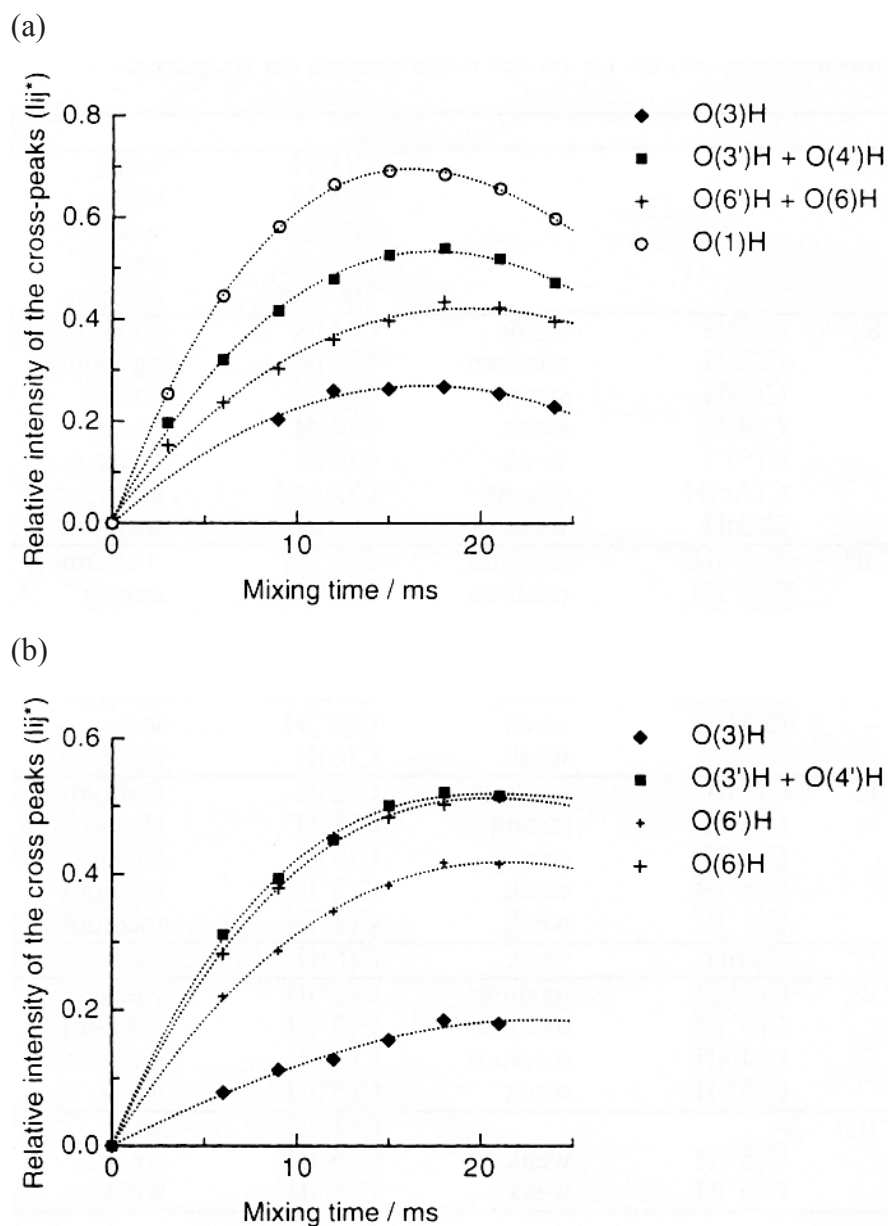 (a)
Relative intensity of the cross-peaks (Iij*)
0.8
0.6
0.4
0.2
0.0
0
10
20
Mixing time / ms
O(3)H
O(3')H + O(4')H
O(6')H + O(6)H
O(1)H
(b)
Relative intensity of the cross peaks (Iij*)
0.6
0.4
0.2
0.0
0
10
20
Mixing time / ms
O(3)H
O(3')H + O(4')H
O(6')H
O(6)H